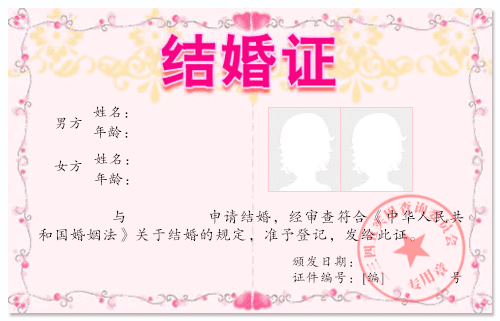 结婚证
男方 姓名：
年龄：
女方 姓名：
年龄：
与 申请结婚，经审查符合《中华人民共
和国婚姻法》关于结婚的规定，准予登记，发给此证。
颁发日期：
证件编号：[编] 号
专用章